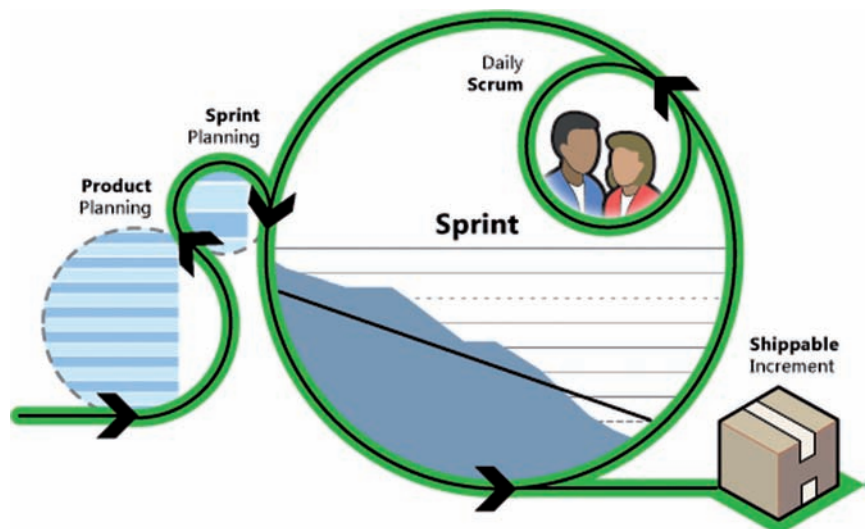 Daily
Scrum
Sprint
Planning
Product
Planning
Sprint
Shippable
Increment